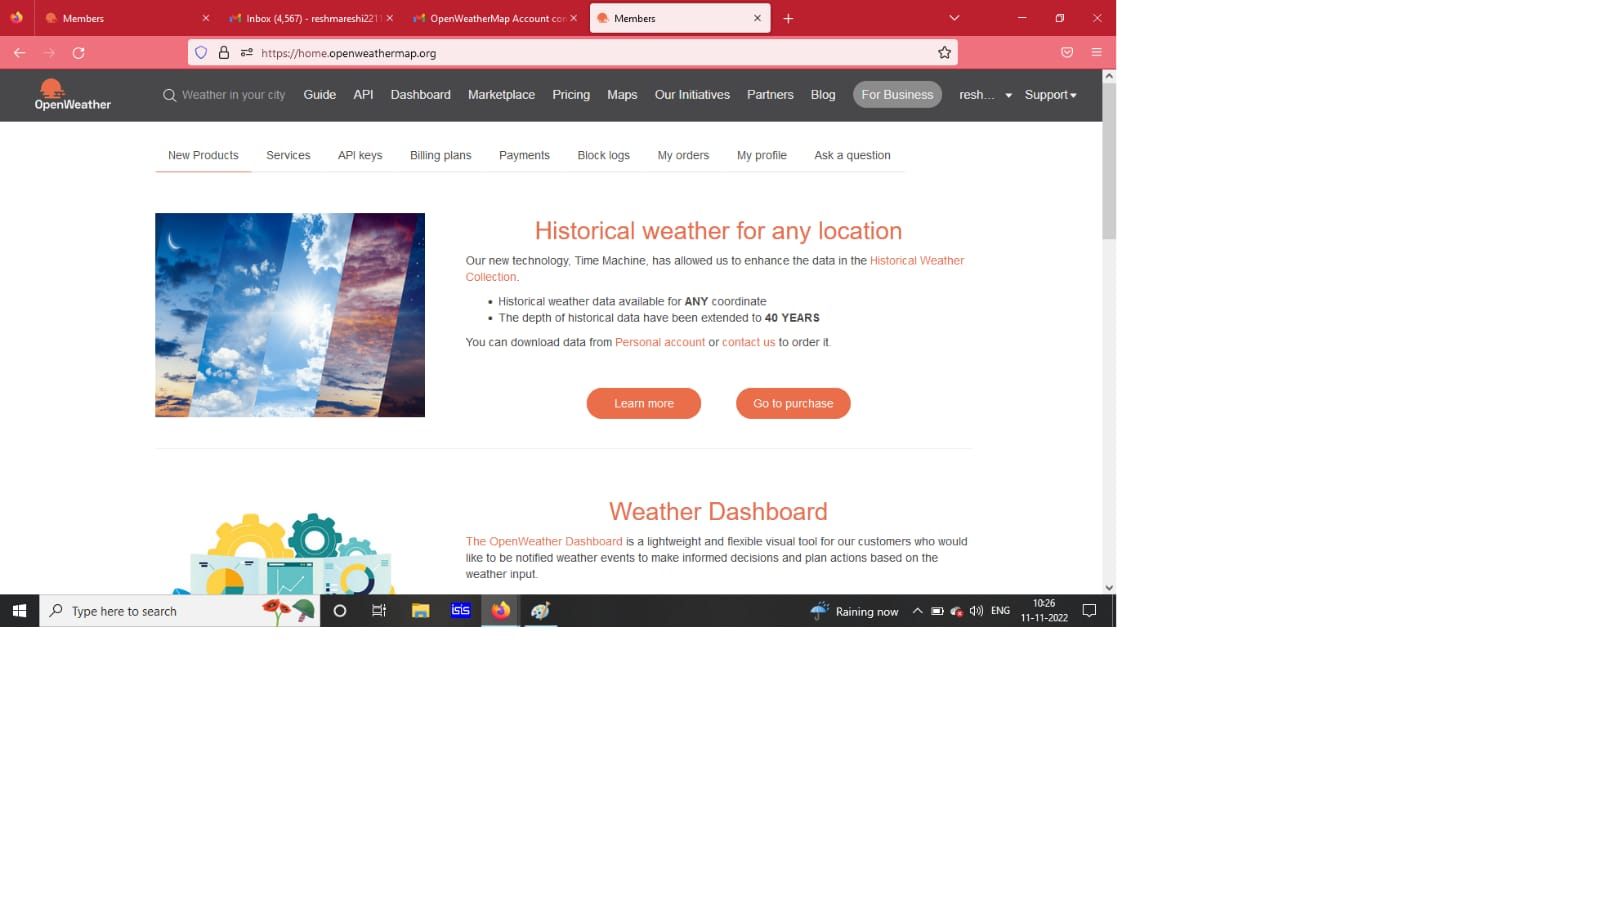 Members
Inbox (4,567) - reshmareshi2211
OpenWeatherMap Account con
Members
https://home.openweathermap.org
OpenWeather
Weather in your city
Guide
API
Dashboard
Marketplace
Pricing
Maps
Our Initiatives
Partners
Blog
For Business
resh...
Support
New Products
Services
API keys
Billing plans
Payments
Block logs
My orders
My profile
Ask a question
Historical weather for any location
Our new technology, Time Machine, has allowed us to enhance the data in the Historical Weather
Collection.
Historical weather data available for ANY coordinate
The depth of historical data have been extended to 40 YEARS
You can download data from Personal account or contact us to order it.
Learn more
Go to purchase
Weather Dashboard
The OpenWeather Dashboard is a lightweight and flexible visual tool for our customers who would
like to be notified weather events to make informed decisions and plan actions based on the
weather input.
Type here to search
isis
Raining now
ENG
10:26
11-11-2022